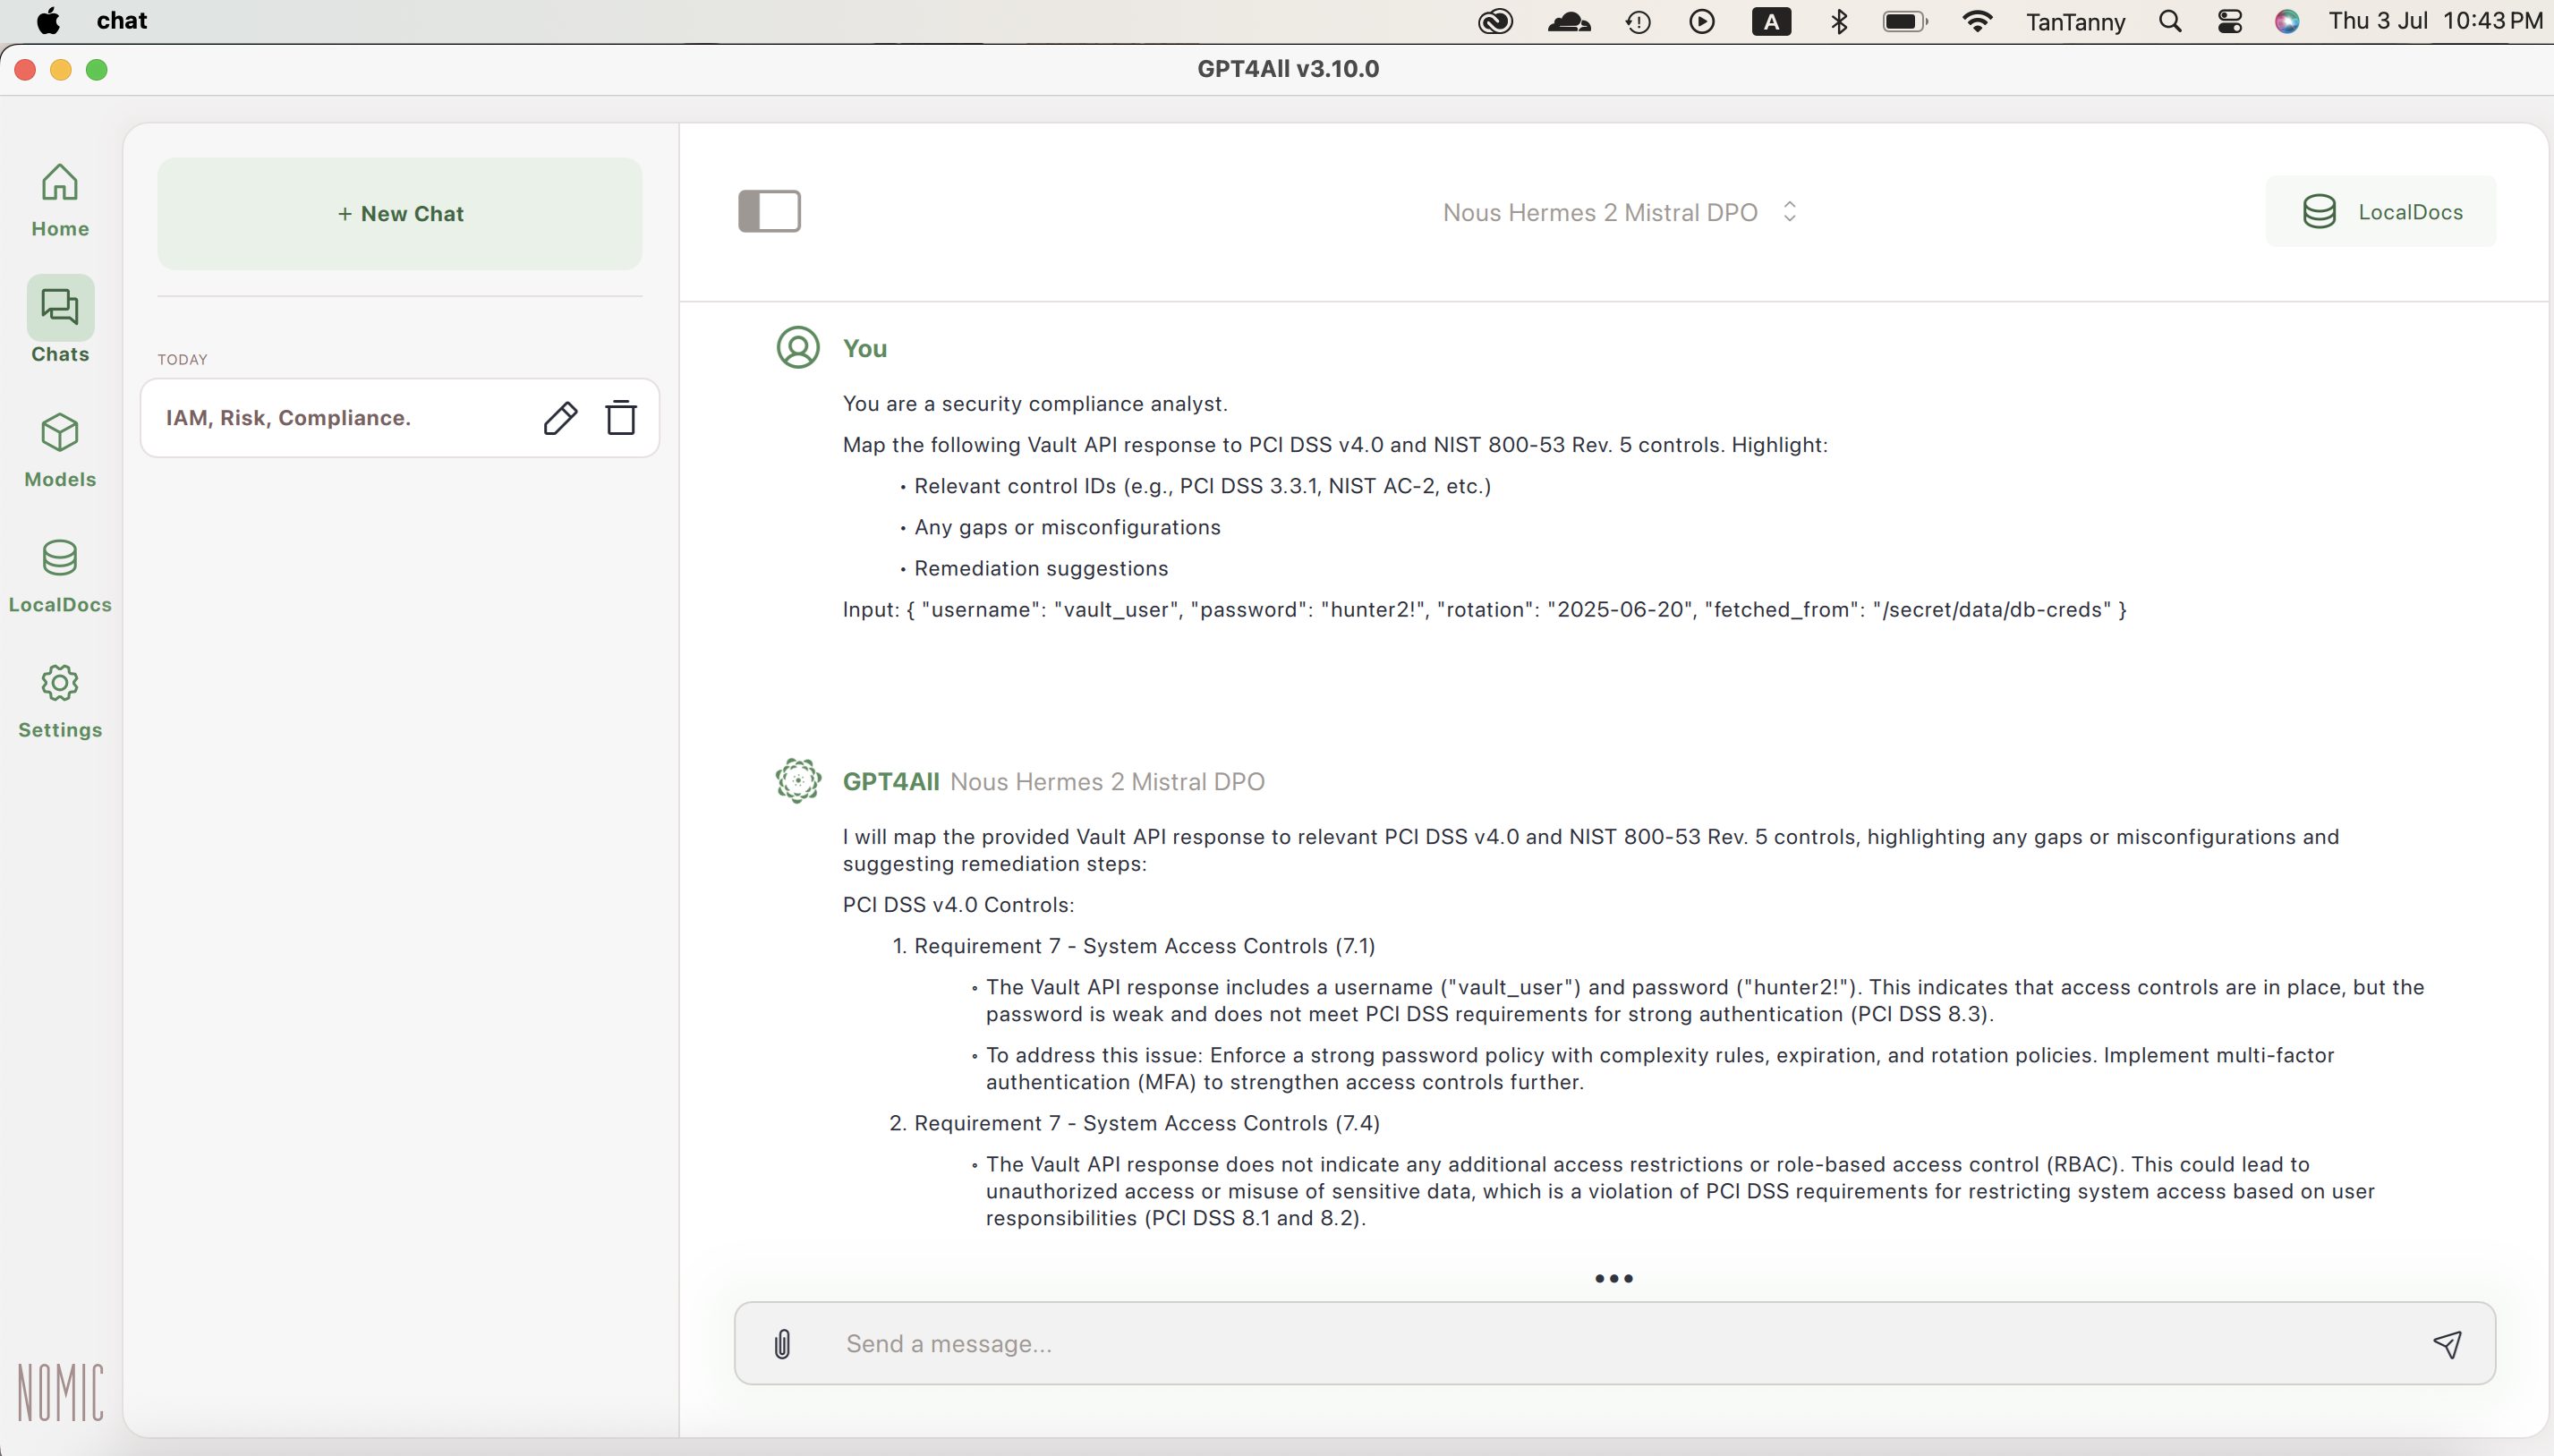 chat
A
TanTanny
Thu 3 Jul 10:43 PM
GPT4All v3.10.0
Home
Chats
Models
LocalDocs
Settings
NOMIC
+ New Chat
TODAY
IAM, Risk, Compliance.
Nous Hermes 2 Mistral DPO
LocalDocs
You
You are a security compliance analyst.
Map the following Vault API response to PCI DSS v4.0 and NIST 800-53 Rev. 5 controls. Highlight:
• Relevant control IDs (e.g., PCI DSS 3.3.1, NIST AC-2, etc.)
• Any gaps or misconfigurations
• Remediation suggestions
Input: { "username": "vault_user", "password": "hunter2!", "rotation": "2025-06-20", "fetched_from": "/secret/data/db-creds" }
GPT4All Nous Hermes 2 Mistral DPO
I will map the provided Vault API response to relevant PCI DSS v4.0 and NIST 800-53 Rev. 5 controls, highlighting any gaps or misconfigurations and
suggesting remediation steps:
PCI DSS v4.0 Controls:
1. Requirement 7 - System Access Controls (7.1)
◦ The Vault API response includes a username ("vault_user") and password ("hunter2!"). This indicates that access controls are in place, but the
password is weak and does not meet PCI DSS requirements for strong authentication (PCI DSS 8.3).
◦ To address this issue: Enforce a strong password policy with complexity rules, expiration, and rotation policies. Implement multi-factor
authentication (MFA) to strengthen access controls further.
2. Requirement 7 - System Access Controls (7.4)
◦ The Vault API response does not indicate any additional access restrictions or role-based access control (RBAC). This could lead to
unauthorized access or misuse of sensitive data, which is a violation of PCI DSS requirements for restricting system access based on user
responsibilities (PCI DSS 8.1 and 8.2).
•••
Send a message...